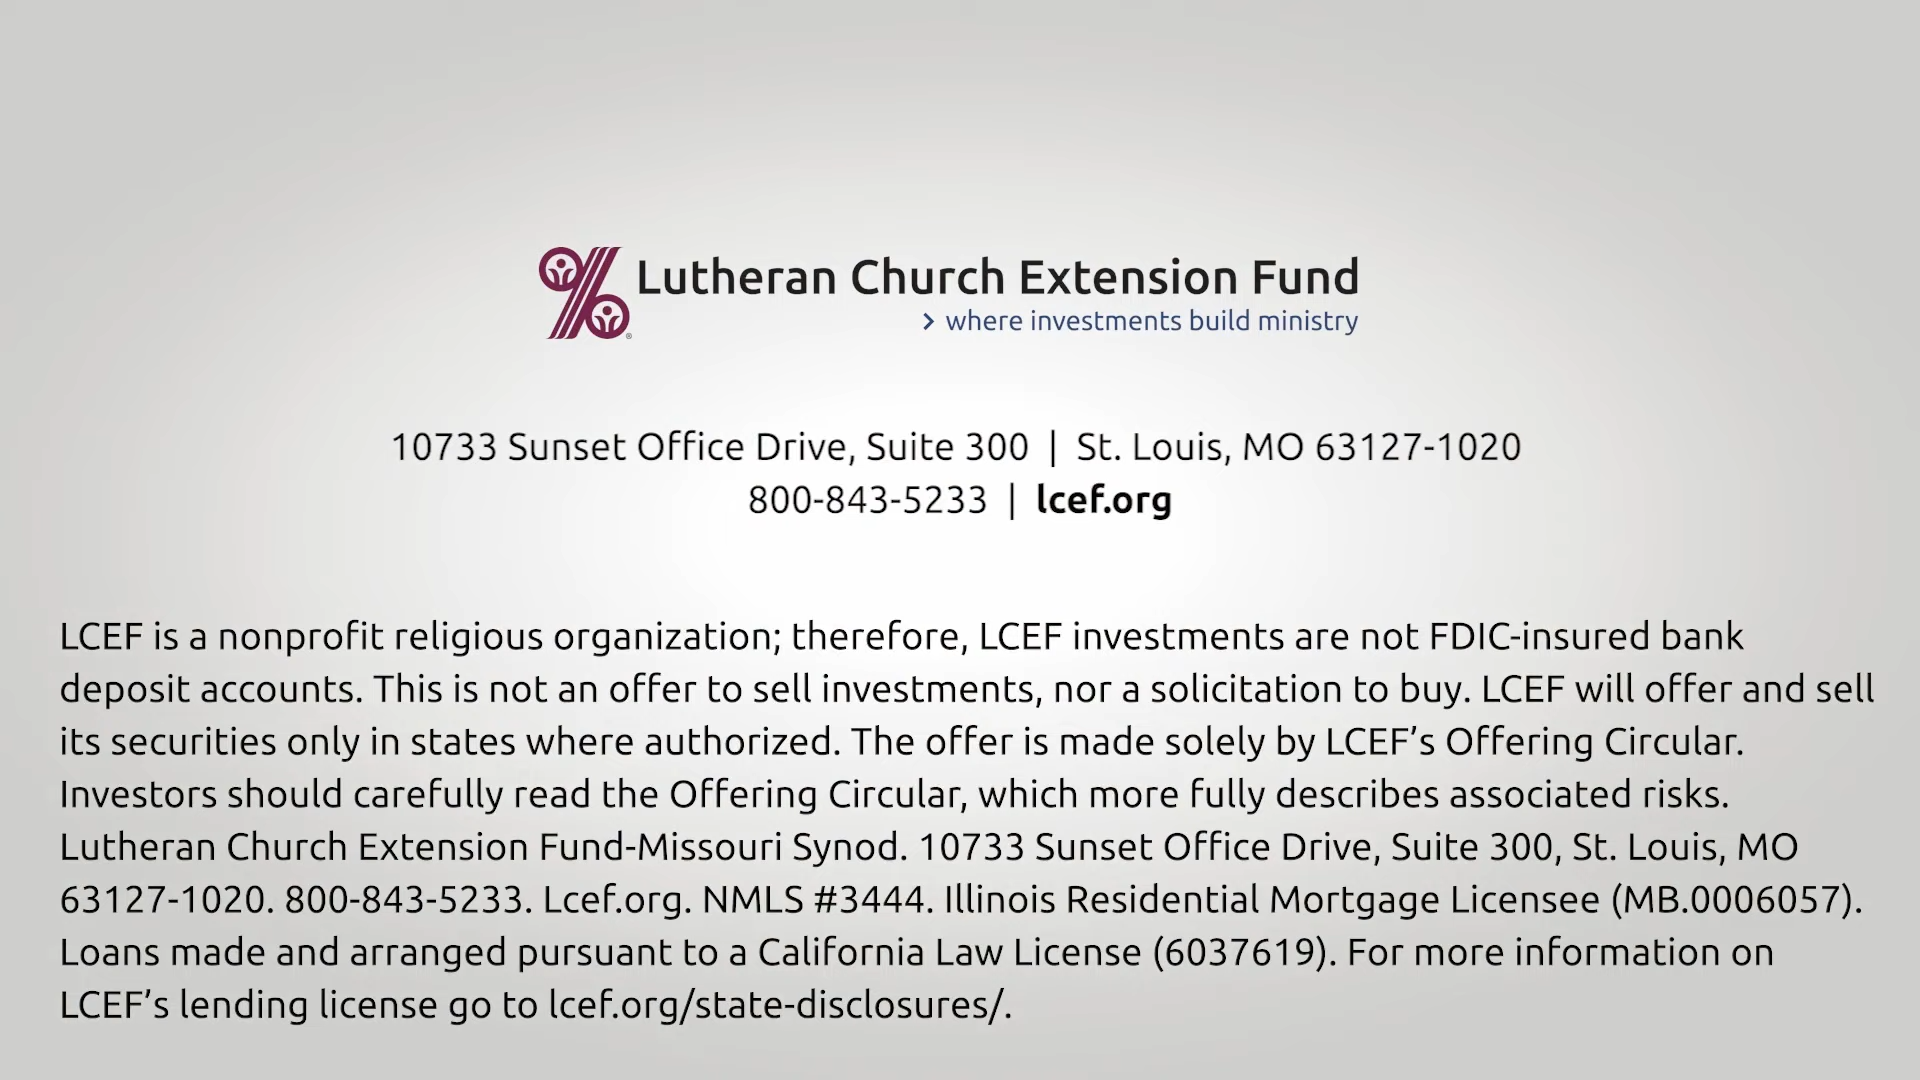 Lutheran Church Extension Fund
> where investments build ministry
10733 Sunset Office Drive, Suite 300 | St. Louis, MO 63127-1020
800-843-5233 | lcef.org
LCEF is a nonprofit religious organization; therefore, LCEF investments are not FDIC-insured bank
deposit accounts. This is not an offer to sell investments, nor a solicitation to buy. LCEF will offer and sell
its securities only in states where authorized. The offer is made solely by LCEF’s Offering Circular.
Investors should carefully read the Offering Circular, which more fully describes associated risks.
Lutheran Church Extension Fund-Missouri Synod. 10733 Sunset Office Drive, Suite 300, St. Louis, MO
63127-1020. 800-843-5233. Lcef.org. NMLS #3444. Illinois Residential Mortgage Licensee (MB.0006057).
Loans made and arranged pursuant to a California Law License (6037619). For more information on
LCEF’s lending license go to lcef.org/state-disclosures/.